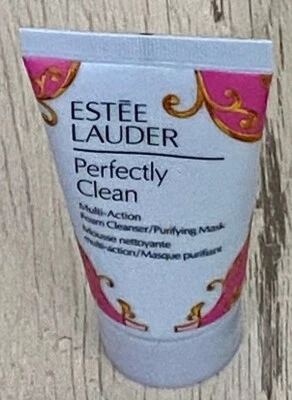 ESTĒE
LAUDER
Perfectly
Clean
Multi-Action
Foam Cleanser/Purifying Mask
Mousse nettoyante
multi-action/Masque purifiant